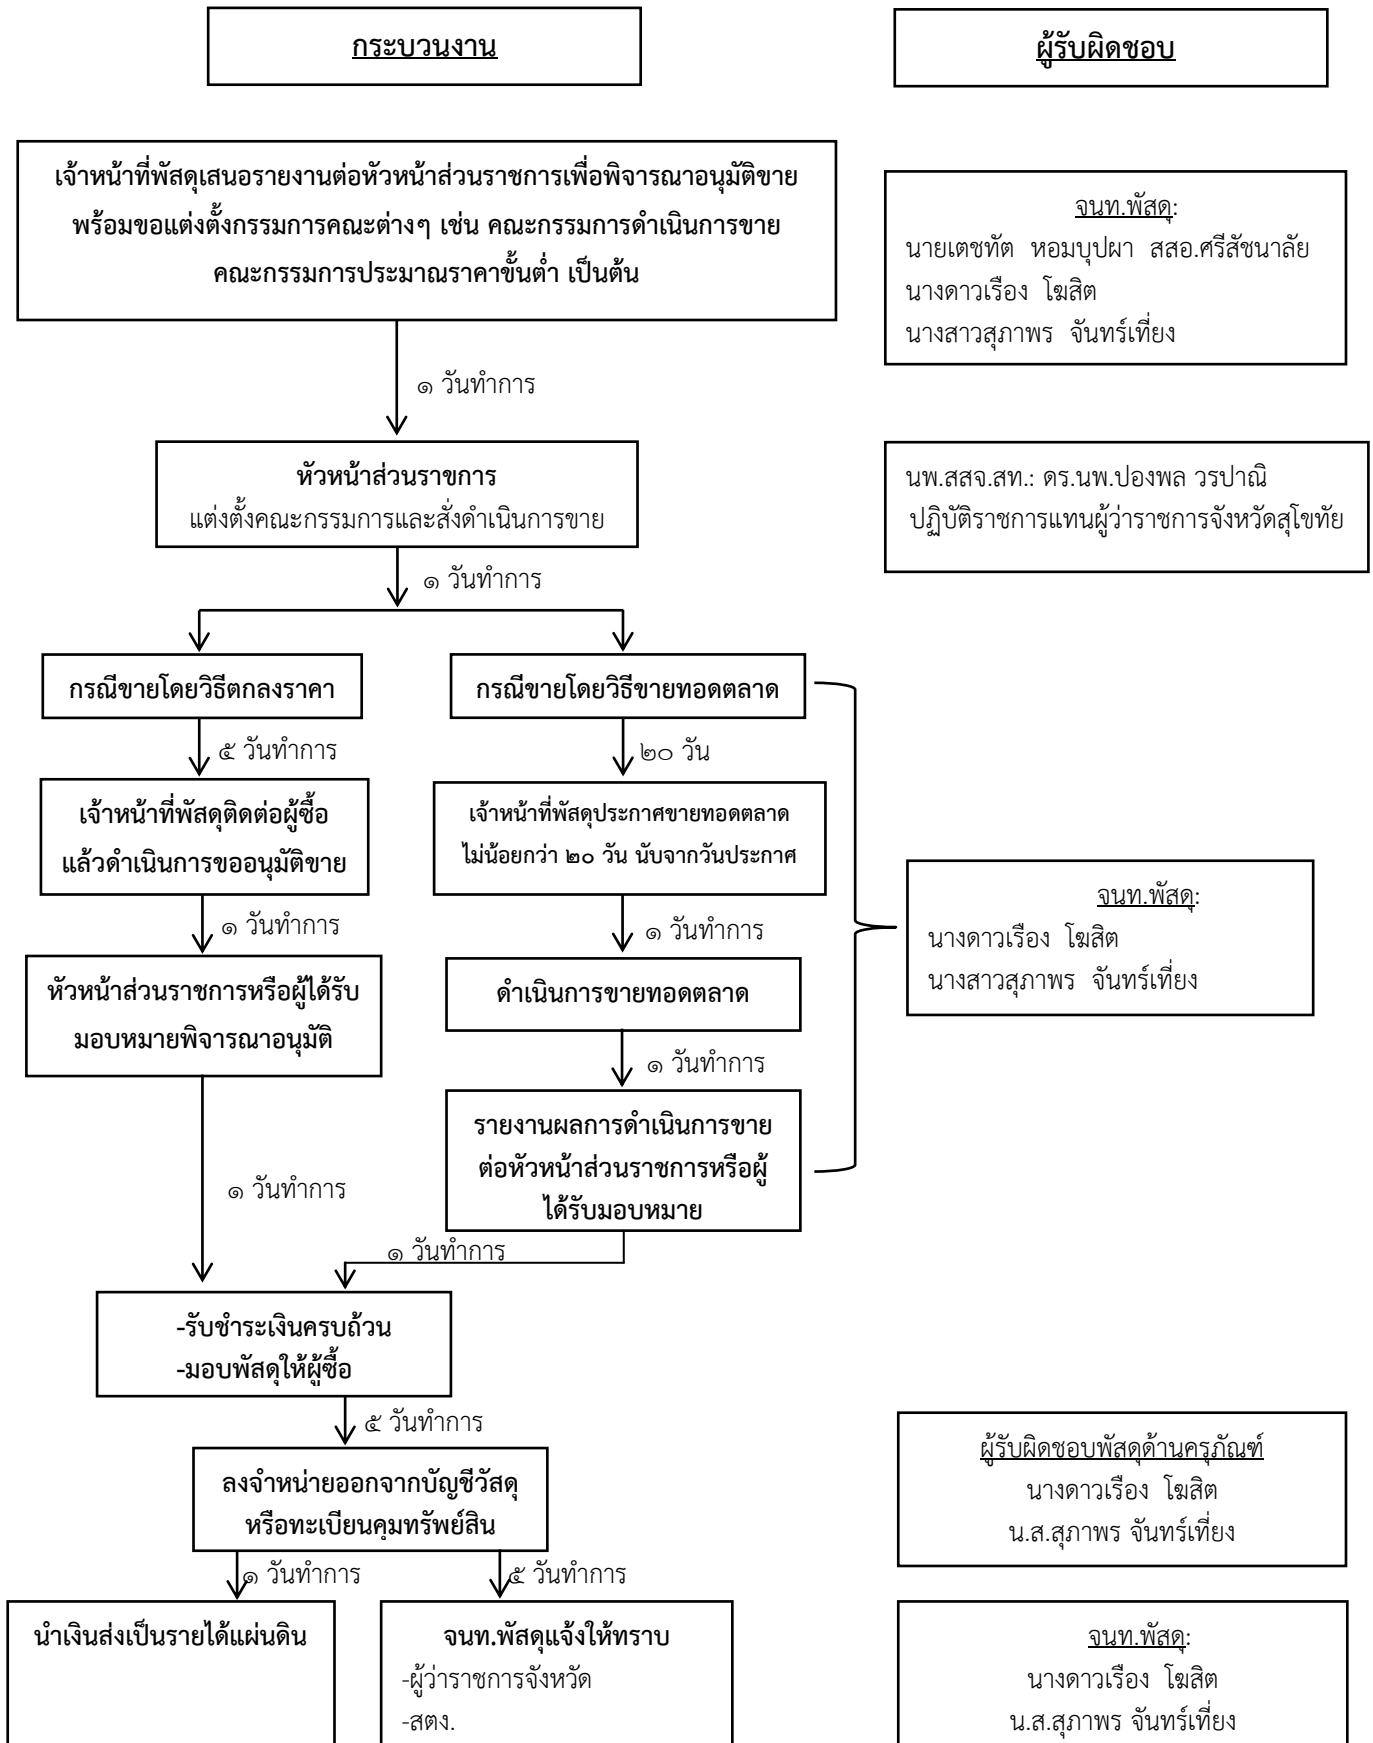 กระบวนงาน
ผู้รับผิดชอบ
เจ้าหน้าที่พัสดุเสนอรายงานต่อหัวหน้าส่วนราชการเพื่อพิจารณาอนุมัติขาย
พร้อมขอแต่งตั้งกรรมการคณะต่างๆ เช่น คณะกรรมการดำเนินการขาย
คณะกรรมการประมาณราคาขั้นต่ำ เป็นต้น
จนท.พัสดุ:
นายเตชทัต หอมบุปผา สสอ.ศรีสัชนาลัย
นางดาวเรือง โฆสิต
นางสาวสุภาพร จันทร์เที่ยง
๑ วันทำการ
หัวหน้าส่วนราขการ
แต่งตั้งคณะกรรมการและสั่งดำเนินการขาย
นพ.สสจ.สท.: ดร.นพ.ปองพล วรปาณิ
ปฏิบัติราชการแทนผู้ว่าราชการจังหวัดสุโขทัย
๑ วันทำการ
กรณีขายโดยวิธีตกลงราคา
กรณีขายโดยวิธีขายทอดตลาด
๕ วันทำการ
๒๐ วัน
เจ้าหน้าที่พัสดุติดต่อผู้ซื้อ
แล้วดำเนินการขออนุมัติขาย
เจ้าหน้าที่พัสดุประกาศขายทอดตลาด
ไม่น้อยกว่า ๒๐ วัน นับจากวันประกาศ
จนท.พัสดุ:
นางดาวเรือง โฆสิต
นางสาวสุภาพร จันทร์เที่ยง
๑ วันทำการ
๑ วันทำการ
หัวหน้าส่วนราชการหรือผู้ได้รับ
มอบหมายพิจารณาอนุมัติ
ดำเนินการขายทอดตลาด
๑ วันทำการ
รายงานผลการดำเนินการขาย
ต่อหัวหน้าส่วนราชการหรือผู้
ได้รับมอบหมาย
๑ วันทำการ
๑ วันทำการ
-รับชำระเงินครบถ้วน
-มอบพัสดุให้ผู้ซื้อ
๕ วันทำการ
ลงจำหน่ายออกจากบัญชีวัสดุ
หรือทะเบียนคุมทรัพย์สิน
ผู้รับผิดชอบพัสดุด้านครุภัณฑ์
นางดาวเรือง โฆสิต
น.ส.สุภาพร จันทร์เที่ยง
๑ วันทำการ
๕ วันทำการ
นำเงินส่งเป็นรายได้แผ่นดิน
จนท.พัสดุแจ้งให้ทราบ
-ผู้ว่าราชการจังหวัด
-สตง.
จนท.พัสดุ:
นางดาวเรือง โฆสิต
น.ส.สุภาพร จันทร์เที่ยง